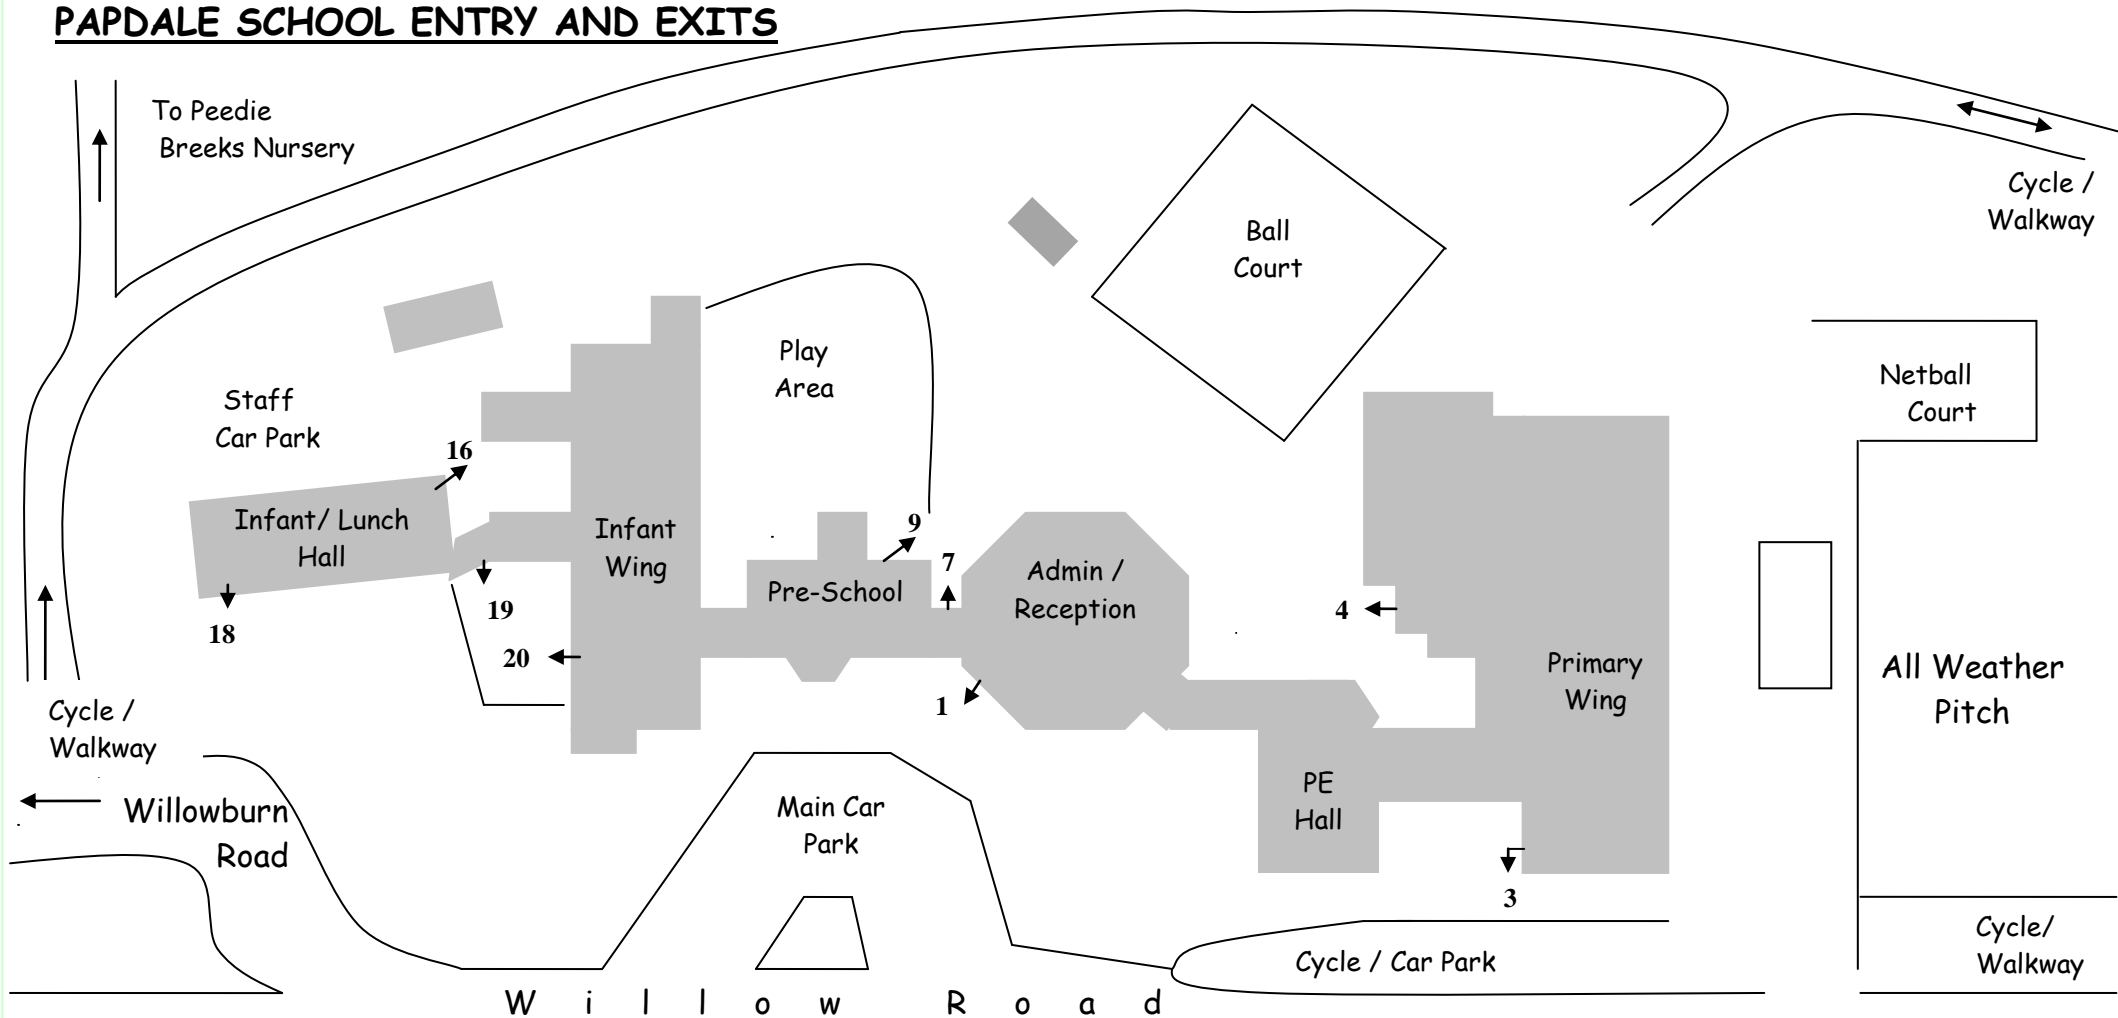 PAPDALE SCHOOL ENTRY AND EXITS
To Peedie
Breeks Nursery
Cycle /
Walkway
Ball
Court
Play
Area
Netball
Court
Staff
Car Park
16
Infant/ Lunch
Hall
Infant
Wing
9
7
Pre-School
Admin /
Reception
19
18
20
4
1
Primary
Wing
All Weather
Pitch
Cycle /
Walkway
Willowburn
Road
Main Car
Park
PE
Hall
3
Cycle / Car Park
Cycle/
Walkway
Willow Road